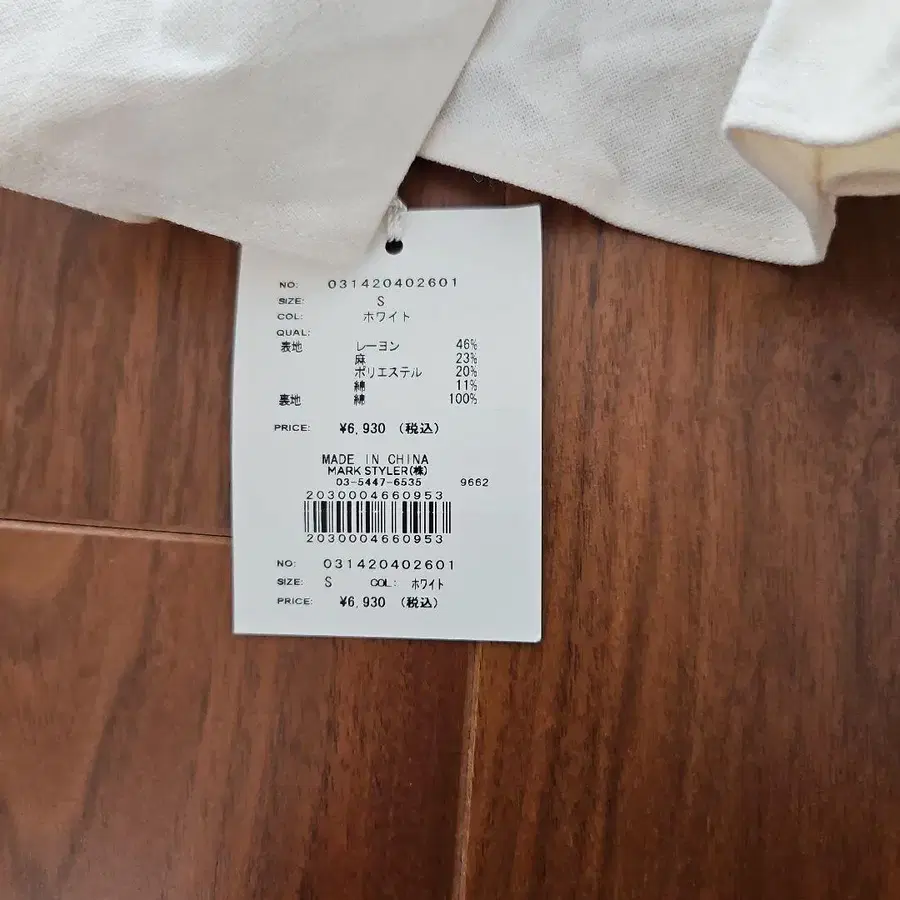 NO: 031420402601
SIZE: S
COL: ホワイト
QUAL:
表地 レーヨン 46%
麻 23%
ポリエステル 20%
綿 11%
裏地 綿 100%
PRICE: ¥6,930 (税込)
MADE IN CHINA
MARK STYLER(株)
03-5447-6535 9662
2030004660953
2030004660953
NO: 031420402601
SIZE: S COL: ホワイト
PRICE: ¥6,930 (税込)